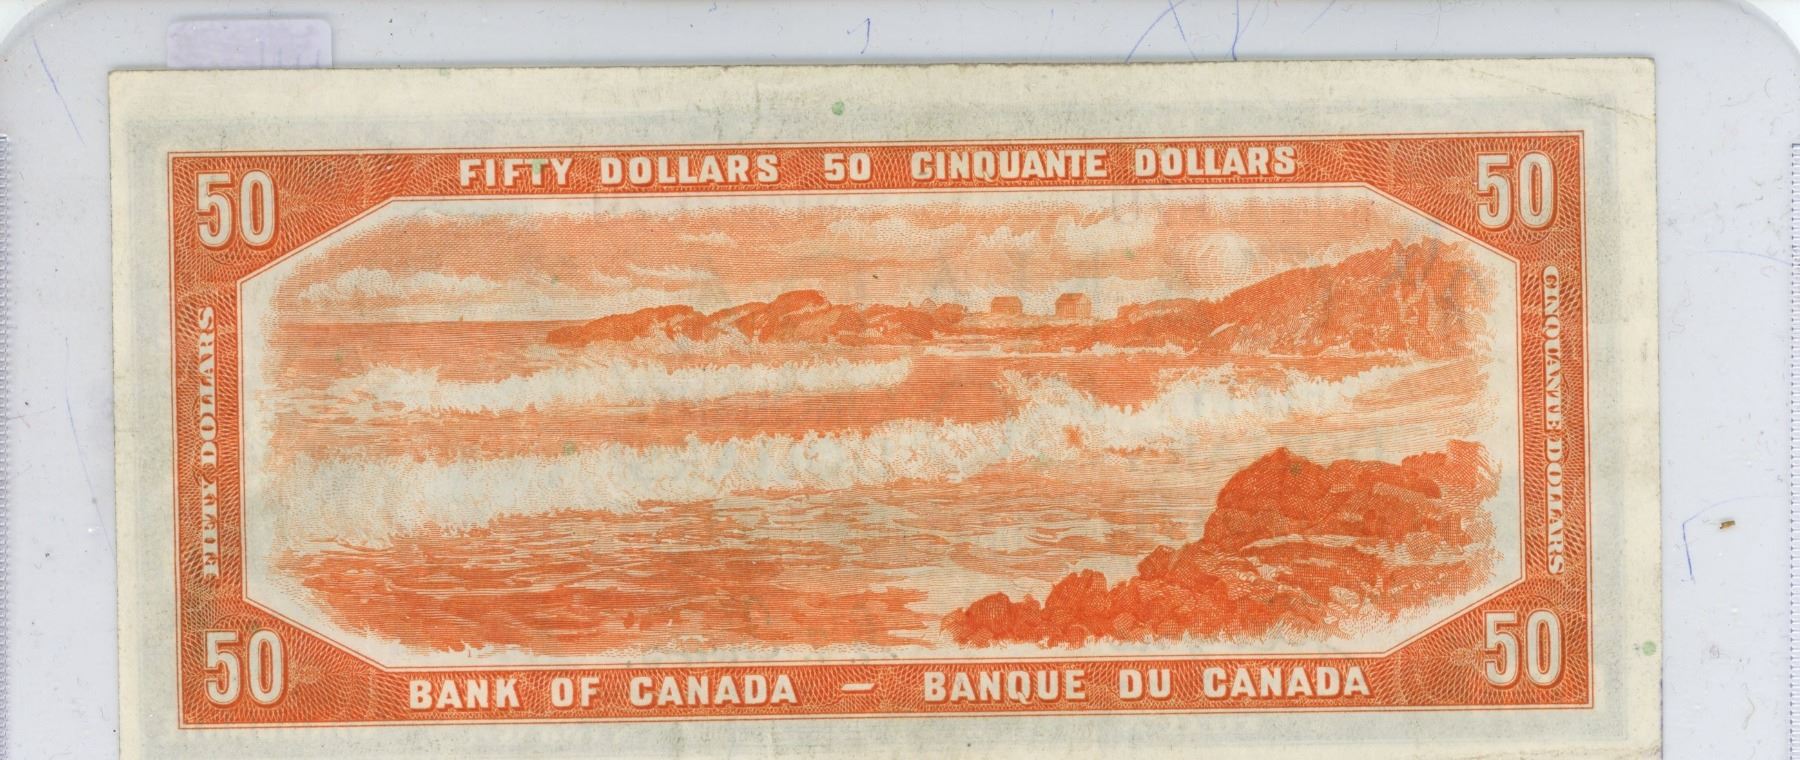 FIFTY DOLLARS 50 CINQUANTE DOLLARS
50
50
FIFTY DOLLARS
CINQUANTE DOLLARS
50
50
BANK OF CANADA — BANQUE DU CANADA